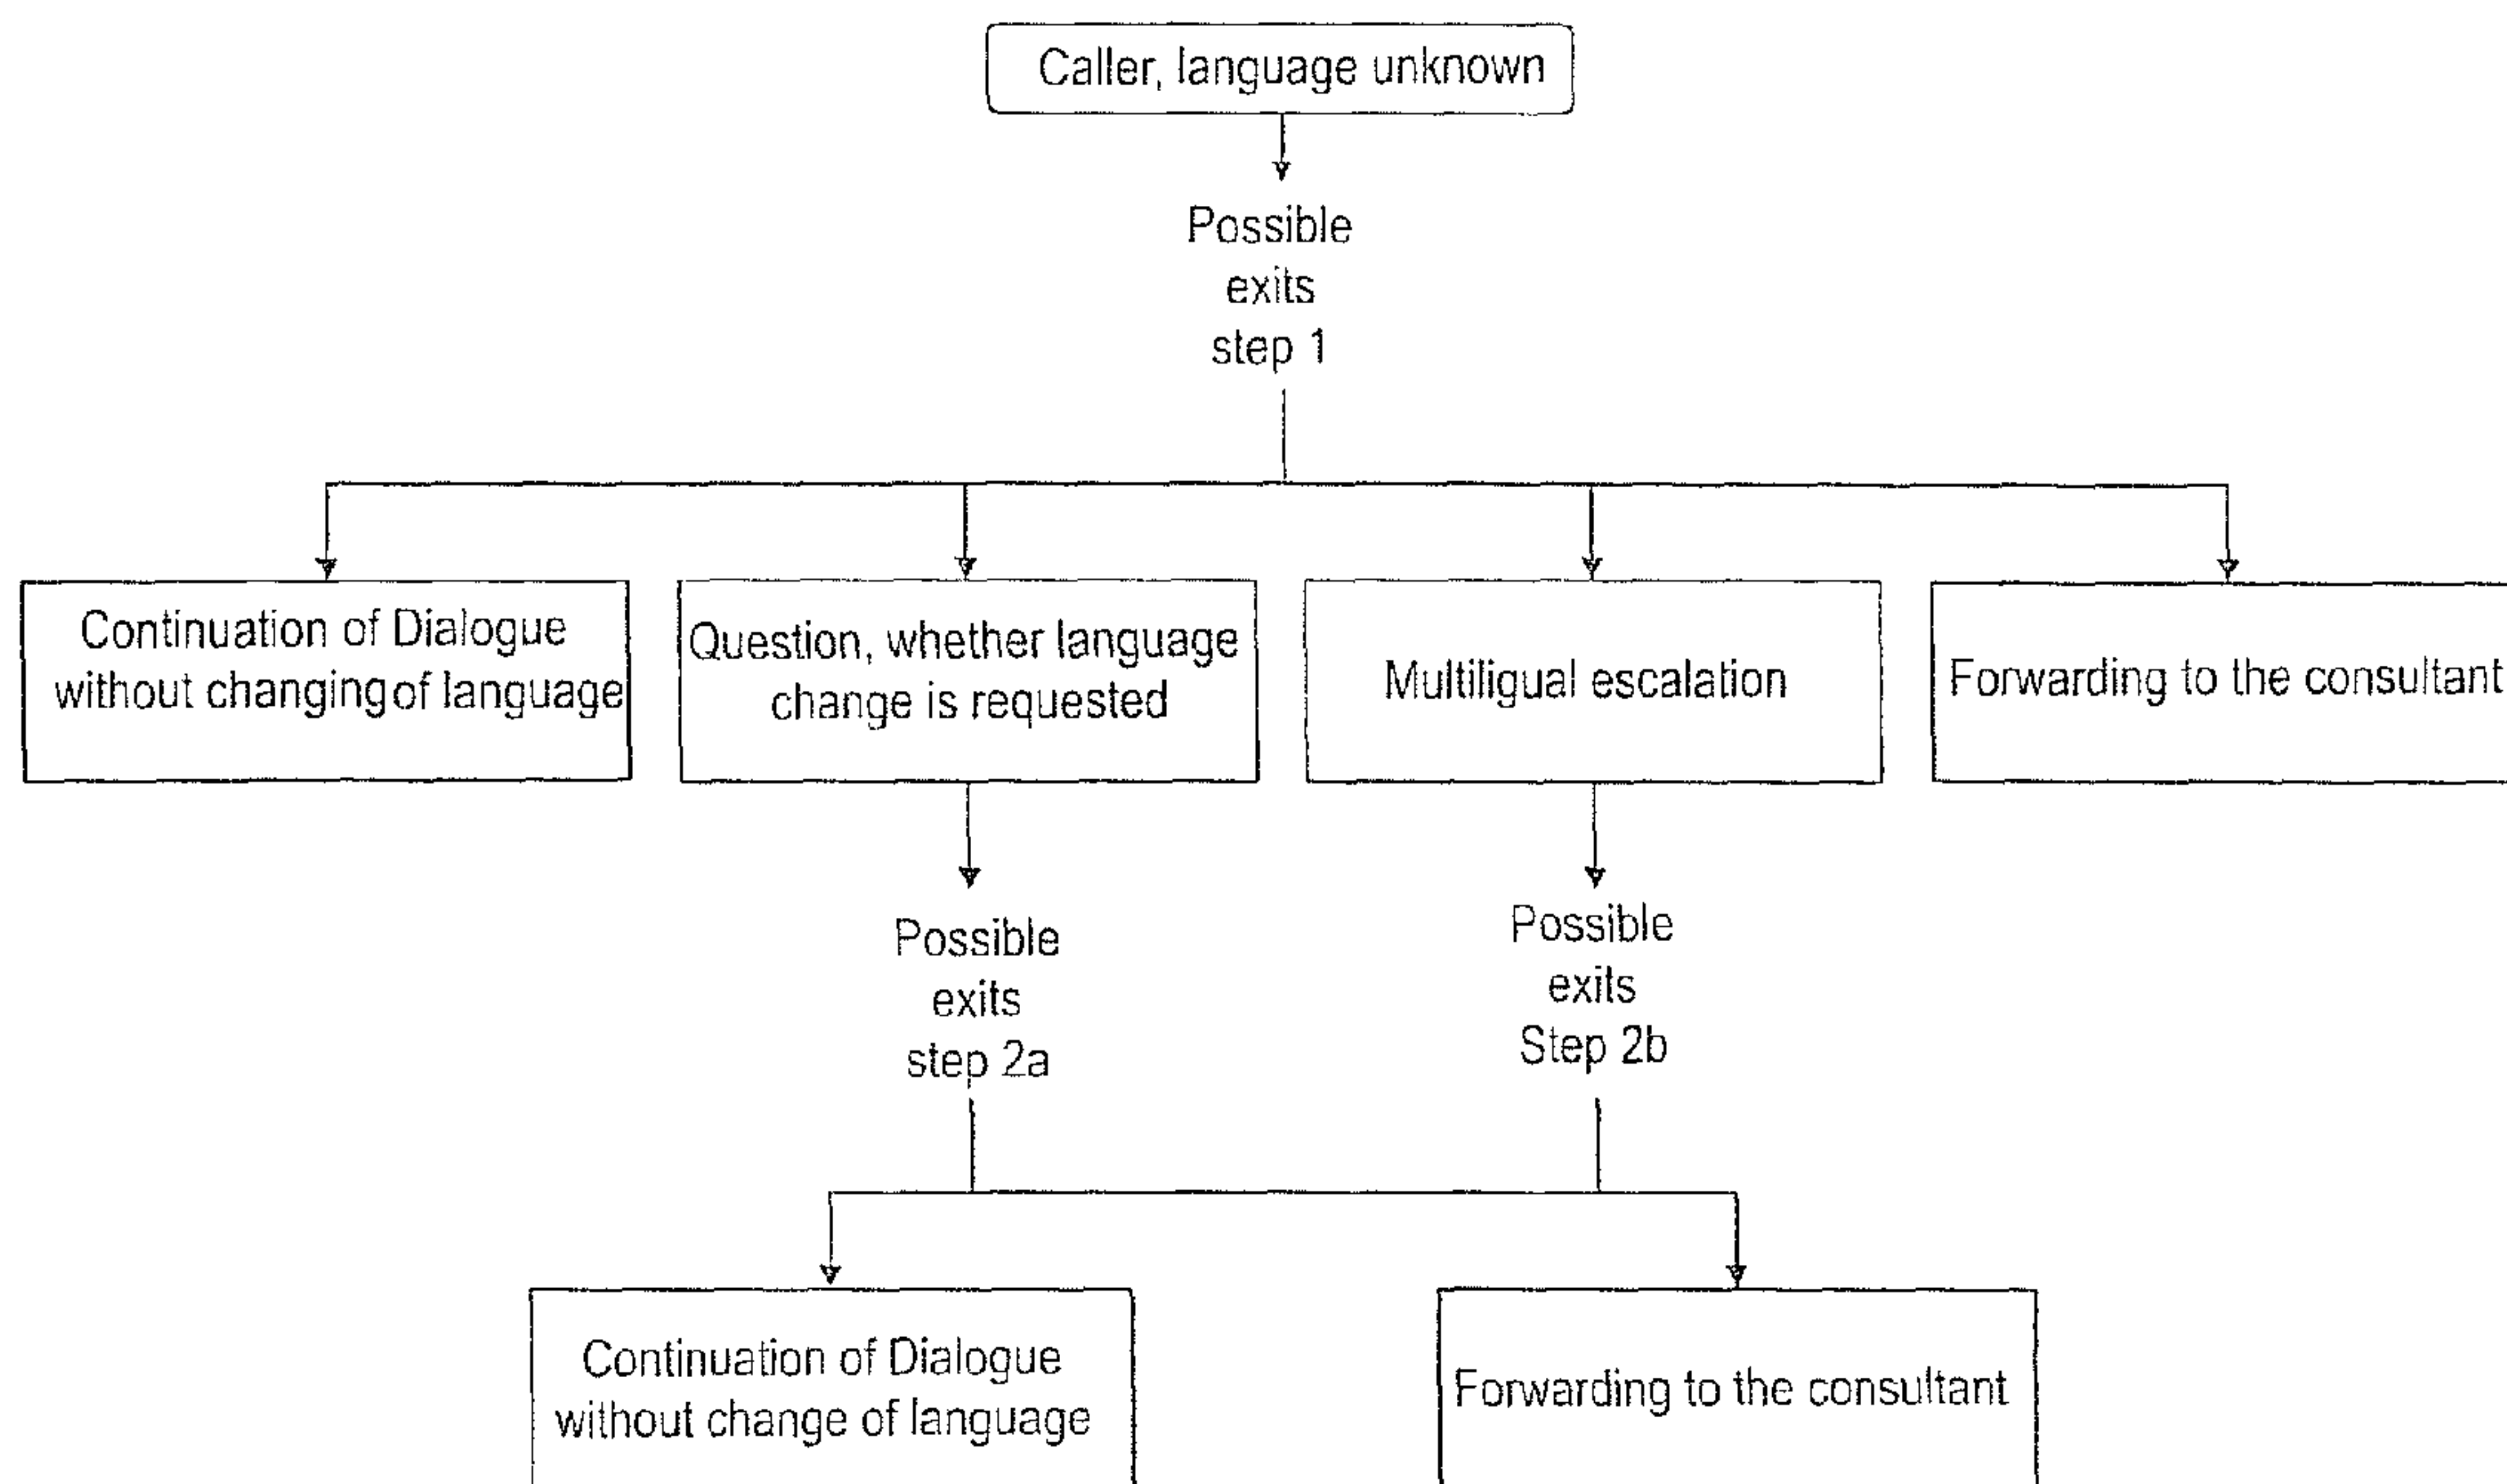 Caller, language unknown
Possible
exits
step 1
Continuation of Dialogue
without changing of language
Question, whether language
change is requested
Multiligual escalation
Forwarding to the consultant
Possible
exits
step 2a
Possible
exits
Step 2b
Continuation of Dialogue
without change of language
Forwarding to the consultant